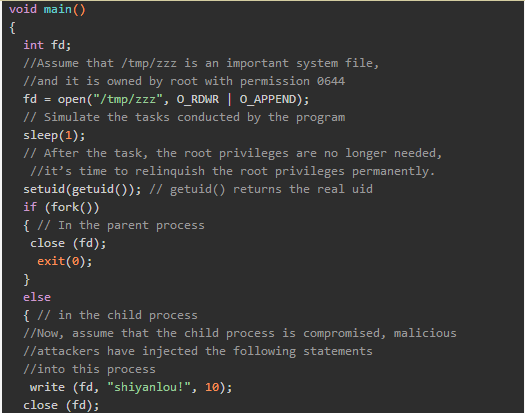 void main()
{
int fd;
//Assume that /tmp/zzz is an important system file,
//and it is owned by root with permission 0644
fd = open("/tmp/zzz", O_RDWR | O_APPEND);
// Simulate the tasks conducted by the program
sleep(1);
// After the task, the root privileges are no longer needed,
//it’s time to relinquish the root privileges permanently.
setuid(getuid()); // getuid() returns the real uid
if (fork())
{ // In the parent process
close (fd);
exit(0);
}
else
{ // in the child process
//Now, assume that the child process is compromised, malicious
//attackers have injected the following statements
//into this process
write (fd, "shiyanlou!", 10);
close (fd);